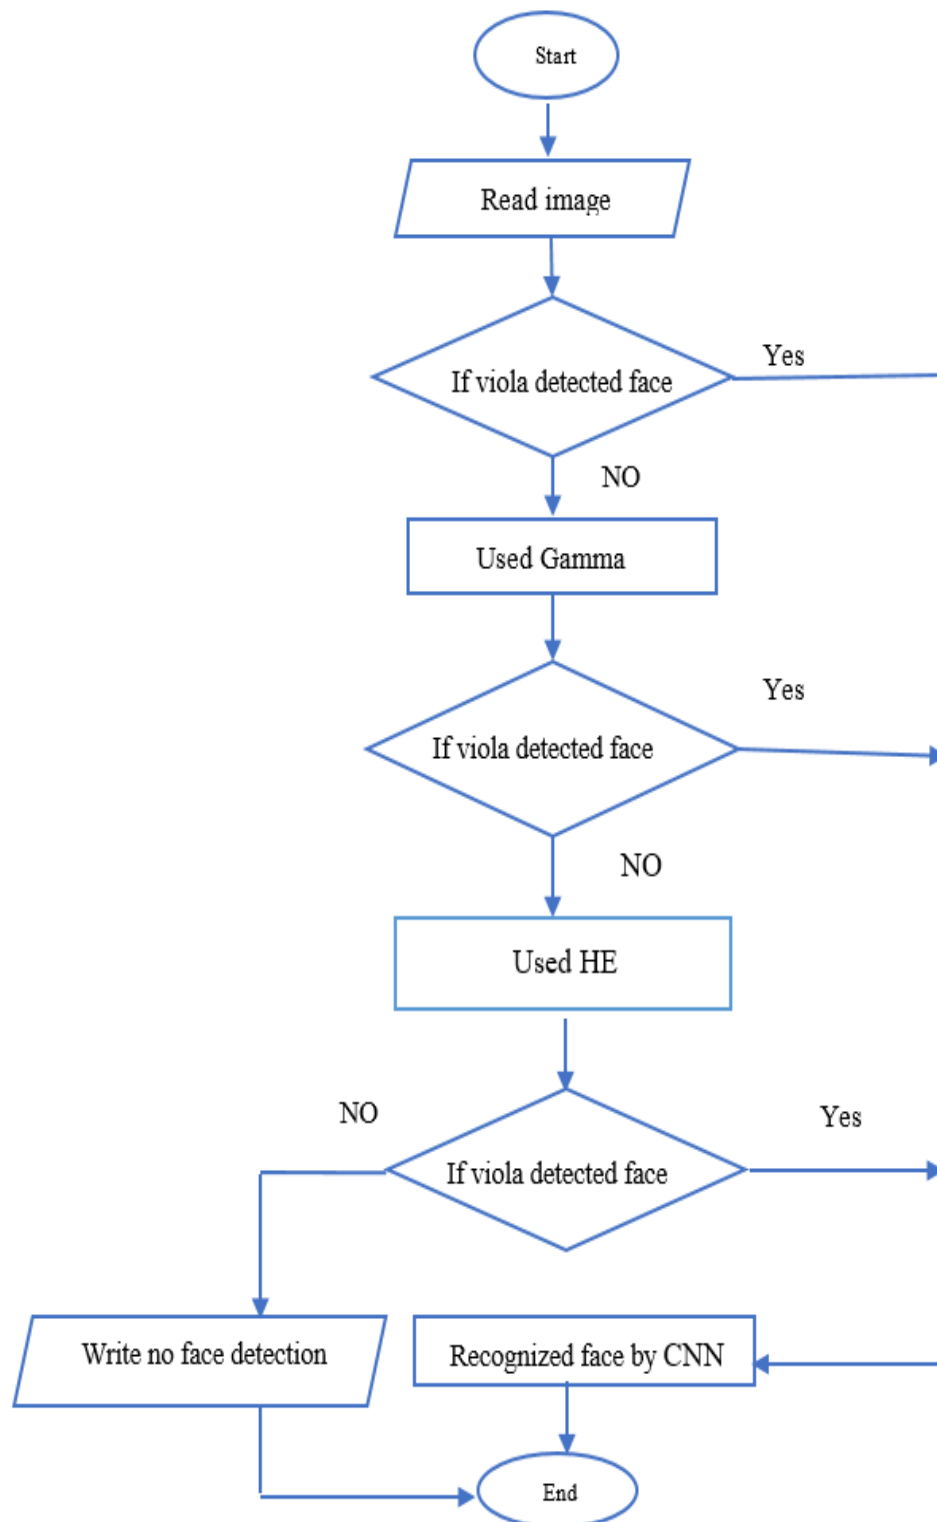 Start
Read image
If viola detected face
Yes
NO
Used Gamma
If viola detected face
Yes
NO
Used HE
NO
Yes
If viola detected face
Write no face detection
Recognized face by CNN
End